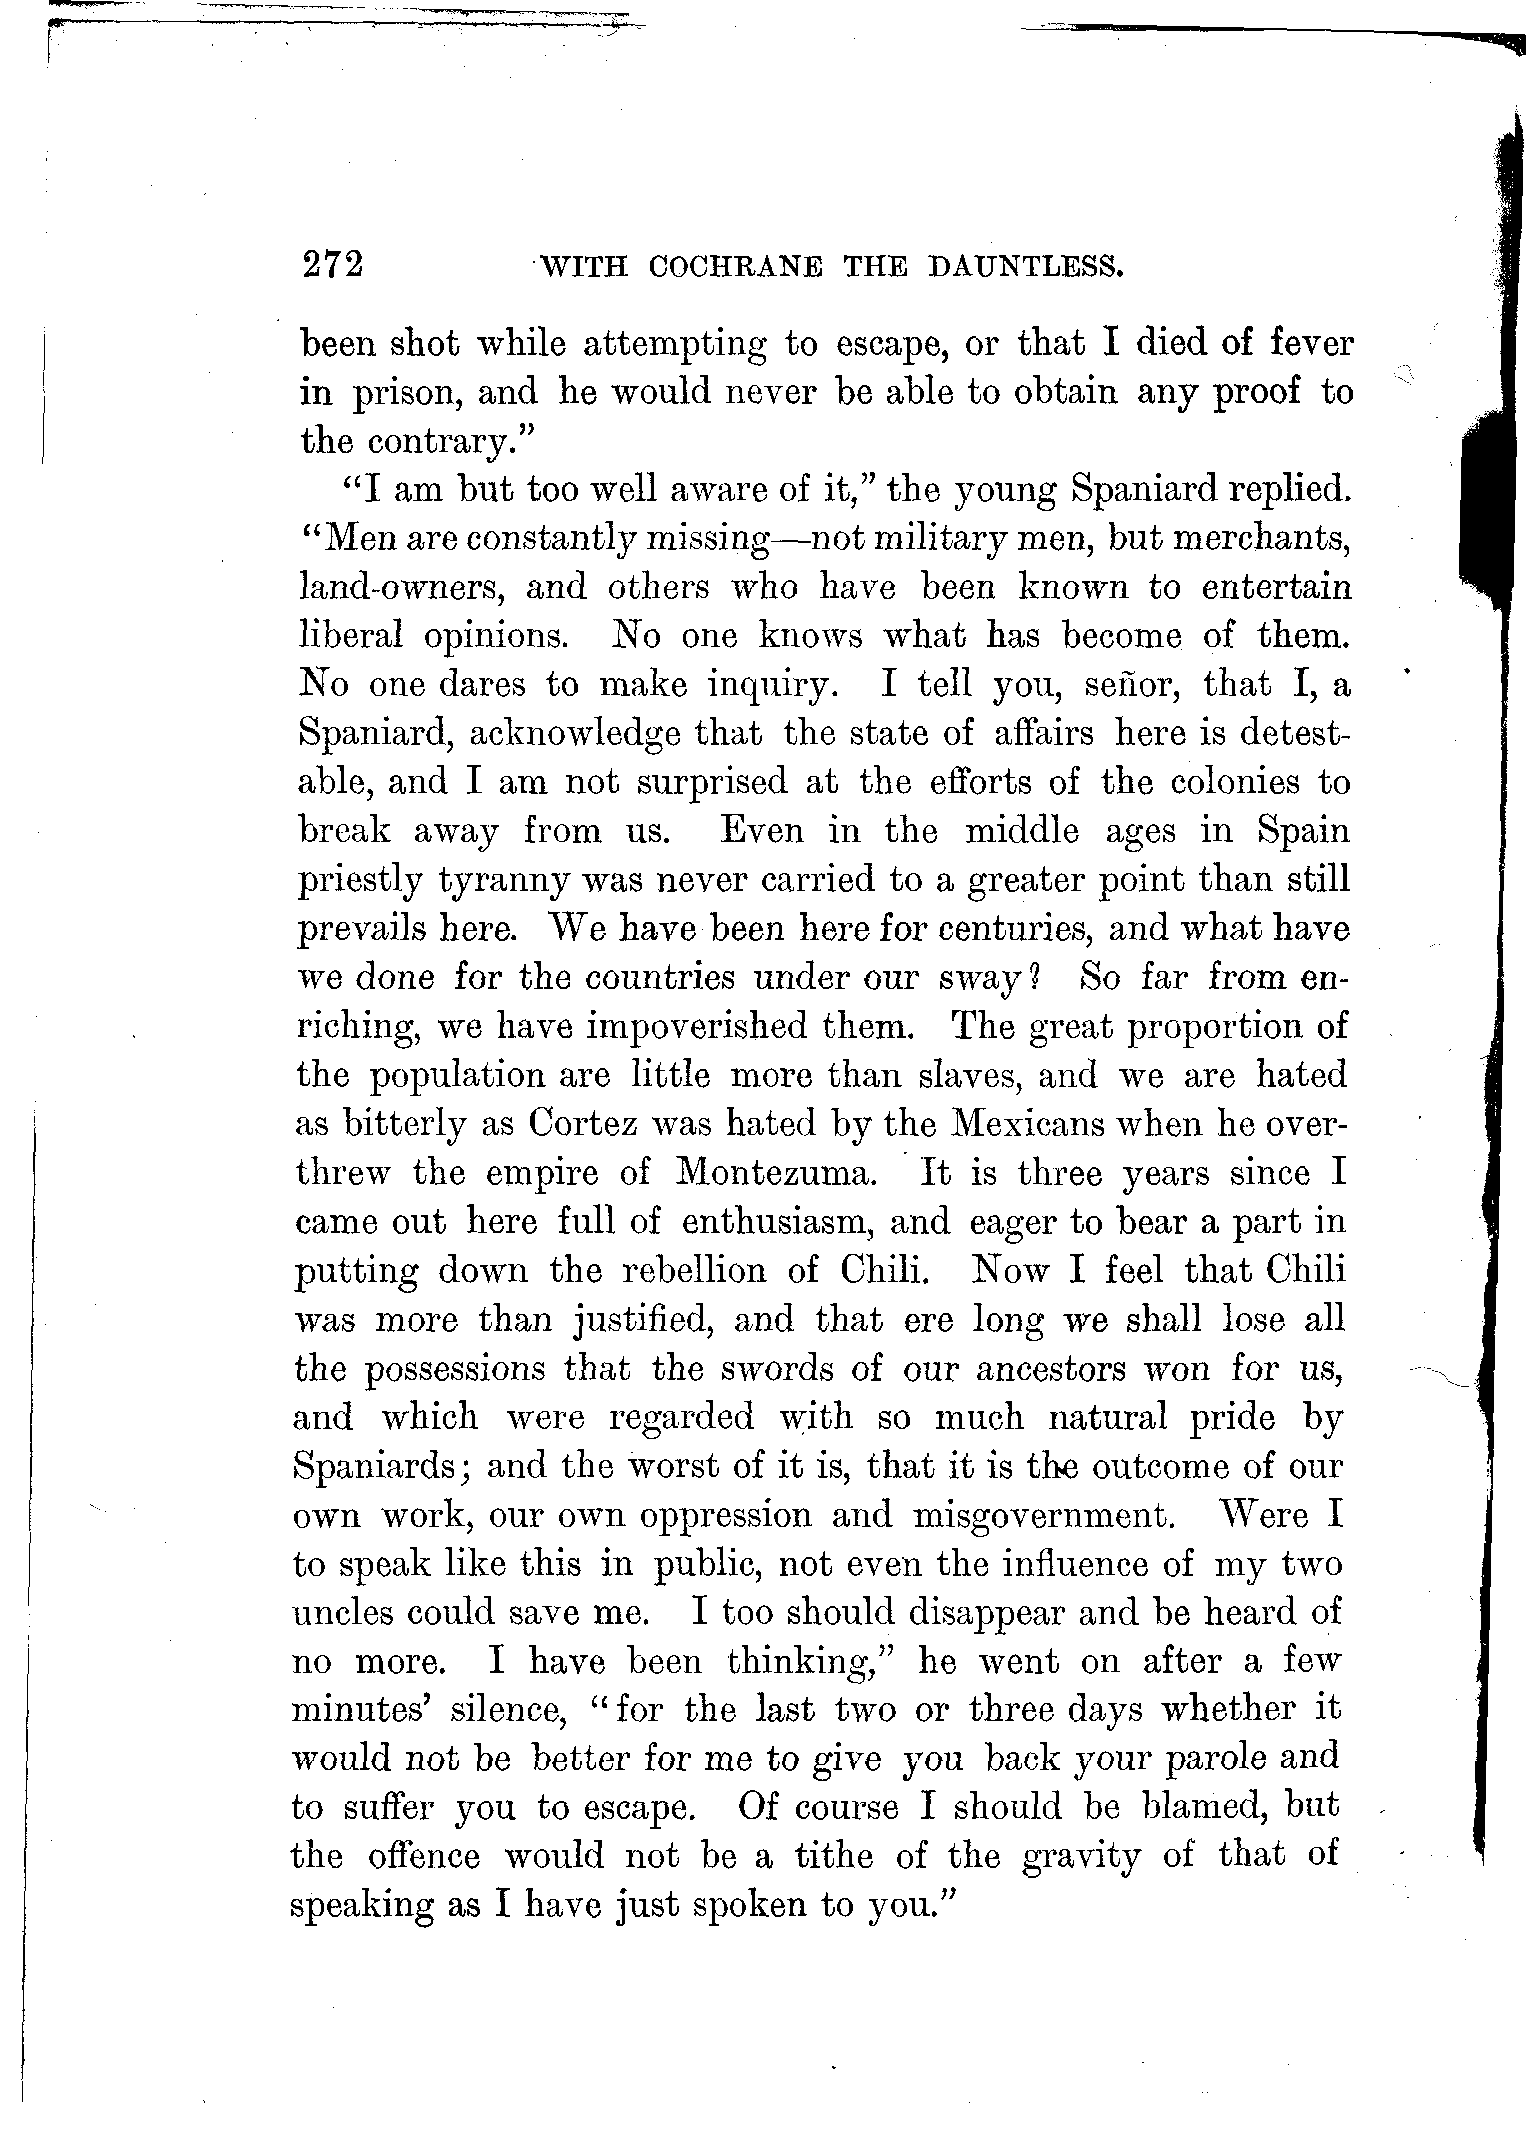 272 WITH COCHRANE THE DAUNTLESS.
been shot while attempting to escape, or that I died of fever
in prison, and he would never be able to obtain any proof to
the contrary."
"I am but too well aware of it," the young Spaniard replied.
"Men are constantly missing—not military men, but merchants,
land-owners, and others who have been known to entertain
liberal opinions. No one knows what has become of them.
No one dares to make inquiry. I tell you, señor, that I, a
Spaniard, acknowledge that the state of affairs here is detest-
able, and I am not surprised at the efforts of the colonies to
break away from us. Even in the middle ages in Spain
priestly tyranny was never carried to a greater point than still
prevails here. We have been here for centuries, and what have
we done for the countries under our sway? So far from en-
riching, we have impoverished them. The great proportion of
the population are little more than slaves, and we are hated
as bitterly as Cortez was hated by the Mexicans when he over-
threw the empire of Montezuma. It is three years since I
came out here full of enthusiasm, and eager to bear a part in
putting down the rebellion of Chili. Now I feel that Chili
was more than justified, and that ere long we shall lose all
the possessions that the swords of our ancestors won for us,
and which were regarded with so much natural pride by
Spaniards; and the worst of it is, that it is the outcome of our
own work, our own oppression and misgovernment. Were I
to speak like this in public, not even the influence of my two
uncles could save me. I too should disappear and be heard of
no more. I have been thinking," he went on after a few
minutes' silence, "for the last two or three days whether it
would not be better for me to give you back your parole and
to suffer you to escape. Of course I should be blamed, but
the offence would not be a tithe of the gravity of that of
speaking as I have just spoken to you."